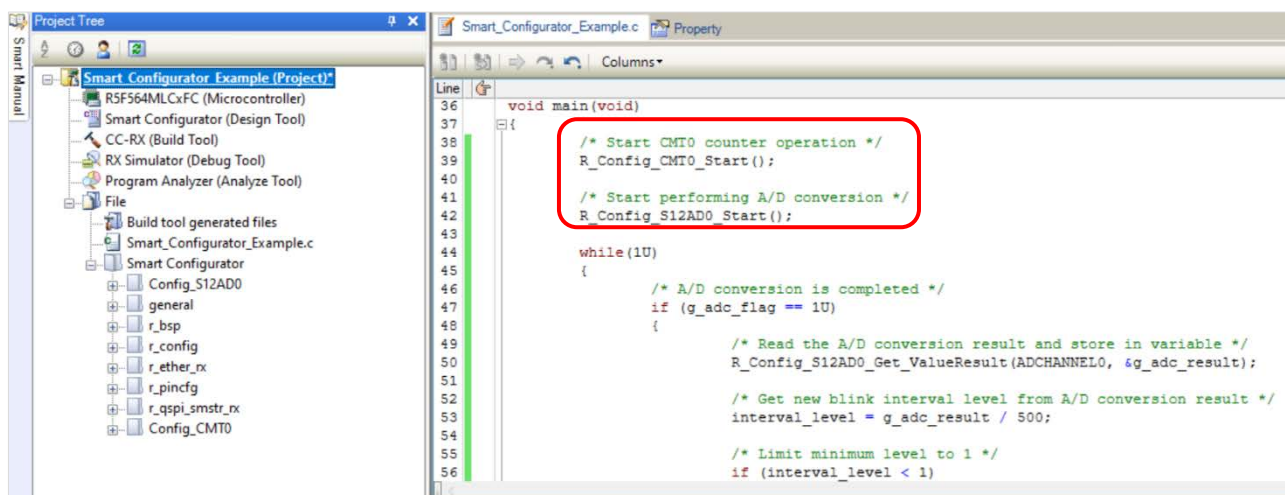 Smart Manual
Project Tree
Smart_Configurator_Example (Project)*
R5F564MLCxFC (Microcontroller)
Smart Configurator (Design Tool)
CC-RX (Build Tool)
RX Simulator (Debug Tool)
Program Analyzer (Analyze Tool)
File
Build tool generated files
Smart_Configurator_Example.c
Smart Configurator
Config_S12AD0
general
r_bsp
r_config
r_ether_rx
r_pincfg
r_qspi_smstr_rx
Config_CMT0
Smart_Configurator_Example.c Property
Columns
Line
36 void main(void)
37 {
38 /* Start CMT0 counter operation */
39 R_Config_CMT0_Start();
40
41 /* Start performing A/D conversion */
42 R_Config_S12AD0_Start();
43
44 while(1U)
45 {
46 /* A/D conversion is completed */
47 if (g_adc_flag == 1U)
48 {
49 /* Read the A/D conversion result and store in variable */
50 R_Config_S12AD0_Get_ValueResult(ADCHANNEL0, &g_adc_result);
51
52 /* Get new blink interval level from A/D conversion result */
53 interval_level = g_adc_result / 500;
54
55 /* Limit minimum level to 1 */
56 if (interval_level < 1)